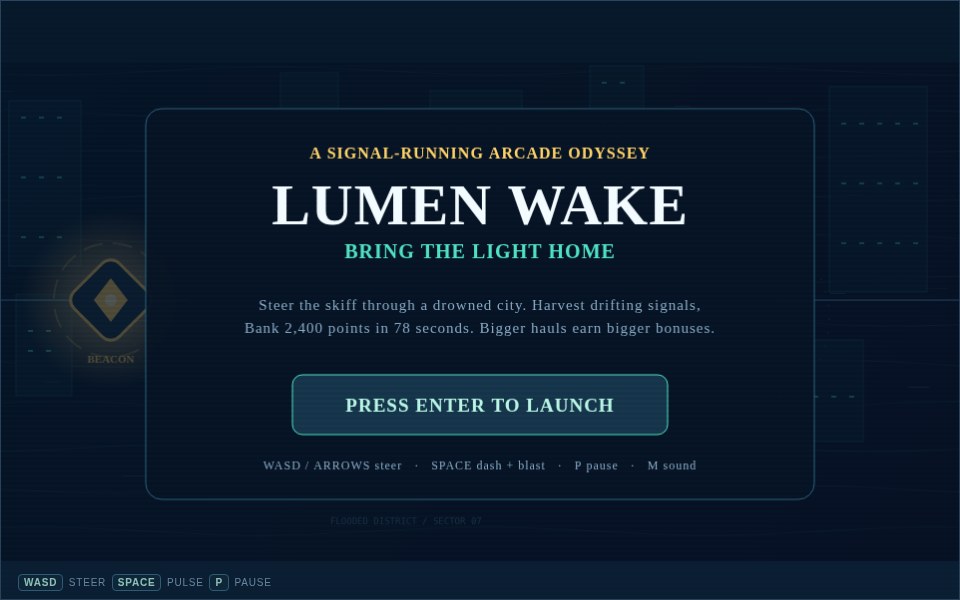 A SIGNAL-RUNNING ARCADE ODYSSEY
LUMEN WAKE
BRING THE LIGHT HOME
Steer the skiff through a drowned city. Harvest drifting signals,
Bank 2,400 points in 78 seconds. Bigger hauls earn bigger bonuses.
BEACON
PRESS ENTER TO LAUNCH
WASD / ARROWS steer · SPACE dash + blast · P pause · M sound
FLOODED DISTRICT / SECTOR 07
WASD STEER SPACE PULSE P PAUSE